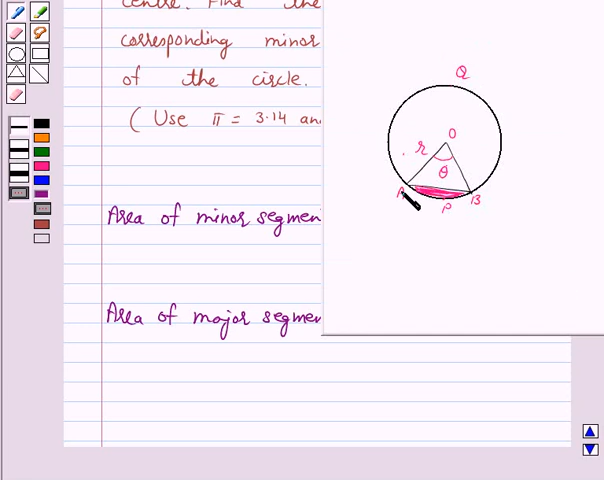 centre. Find the
corresponding minor
of the circle.
( Use π = 3.14 an
Area of minor segmen
Area of major segmen
Q
O
r
θ
A
B
P